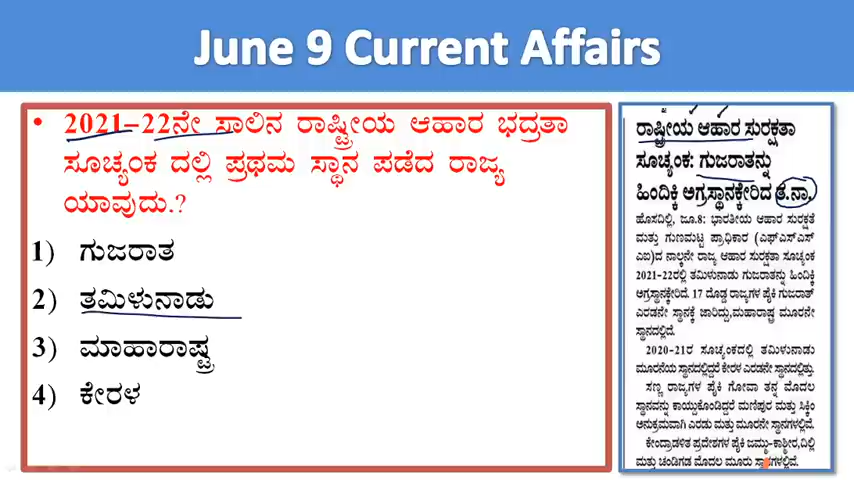 June 9 Current Affairs
• 2021–22ನೇ ಸಾಲಿನ ರಾಷ್ಟ್ರೀಯ ಆಹಾರ ಭದ್ರತಾ
ಸೂಚ್ಯಂಕ ದಲ್ಲಿ ಪ್ರಥಮ ಸ್ಥಾನ ಪಡೆದ ರಾಜ್ಯ
ಯಾವುದು.?
1) ಗುಜರಾತ
2) ತಮಿಳುನಾಡು
3) ಮಾಹಾರಾಷ್ಟ್ರ
4) ಕೇರಳ
ರಾಷ್ಟ್ರೀಯ ಆಹಾರ ಸುರಕ್ಷತಾ
ಸೂಚ್ಯಂಕ: ಗುಜರಾತನ್ನು
ಹಿಂದಿಕ್ಕಿ ಅಗ್ರಸ್ಥಾನಕ್ಕೇರಿದ ತ.ನಾ.
ಹೊಸದಿಲ್ಲಿ, ಜೂ.8: ಭಾರತೀಯ ಆಹಾರ ಸುರಕ್ಷತೆ
ಮತ್ತು ಗುಣಮಟ್ಟ ಪ್ರಾಧಿಕಾರ (ಎಫ್ಎಸ್ಎಸ್
ಎಐ)ದ ನಾಲ್ಕನೇ ರಾಜ್ಯ ಆಹಾರ ಸುರಕ್ಷತಾ ಸೂಚ್ಯಂಕ
2021-22ರಲ್ಲಿ ತಮಿಳುನಾಡು ಗುಜರಾತನ್ನು ಹಿಂದಿಕ್ಕಿ
ಅಗ್ರಸ್ಥಾನಕ್ಕೇರಿದೆ. 17 ದೊಡ್ಡ ರಾಜ್ಯಗಳ ಪೈಕಿ ಗುಜರಾತ್
ಎರಡನೇ ಸ್ಥಾನಕ್ಕೆ ಜಾರಿದ್ದು,ಮಹಾರಾಷ್ಟ್ರ ಮೂರನೇ
ಸ್ಥಾನದಲ್ಲಿದೆ.
2020-21ರ ಸೂಚ್ಯಂಕದಲ್ಲಿ ತಮಿಳುನಾಡು
ಮೂರನೆಯ ಸ್ಥಾನದಲ್ಲಿದ್ದರೆ ಕೇರಳ ಎರಡನೇ ಸ್ಥಾನದಲ್ಲಿತ್ತು.
ಸಣ್ಣ ರಾಜ್ಯಗಳ ಪೈಕಿ ಗೋವಾ ತನ್ನ ಮೊದಲ
ಸ್ಥಾನವನ್ನು ಕಾಯ್ದುಕೊಂಡಿದ್ದರೆ ಮಣಿಪುರ ಮತ್ತು ಸಿಕ್ಕಿಂ
ಅನುಕ್ರಮವಾಗಿ ಎರಡು ಮತ್ತು ಮೂರನೇ ಸ್ಥಾನಗಳಲ್ಲಿವೆ.
ಕೇಂದ್ರಾಡಳಿತ ಪ್ರದೇಶಗಳ ಪೈಕಿ ಜಮ್ಮು-ಕಾಶ್ಮೀರ,ದಿಲ್ಲಿ
ಮತ್ತು ಚಂಡಿಗಡ ಮೊದಲ ಮೂರು ಸ್ಥಾನಗಳಲ್ಲಿವೆ.